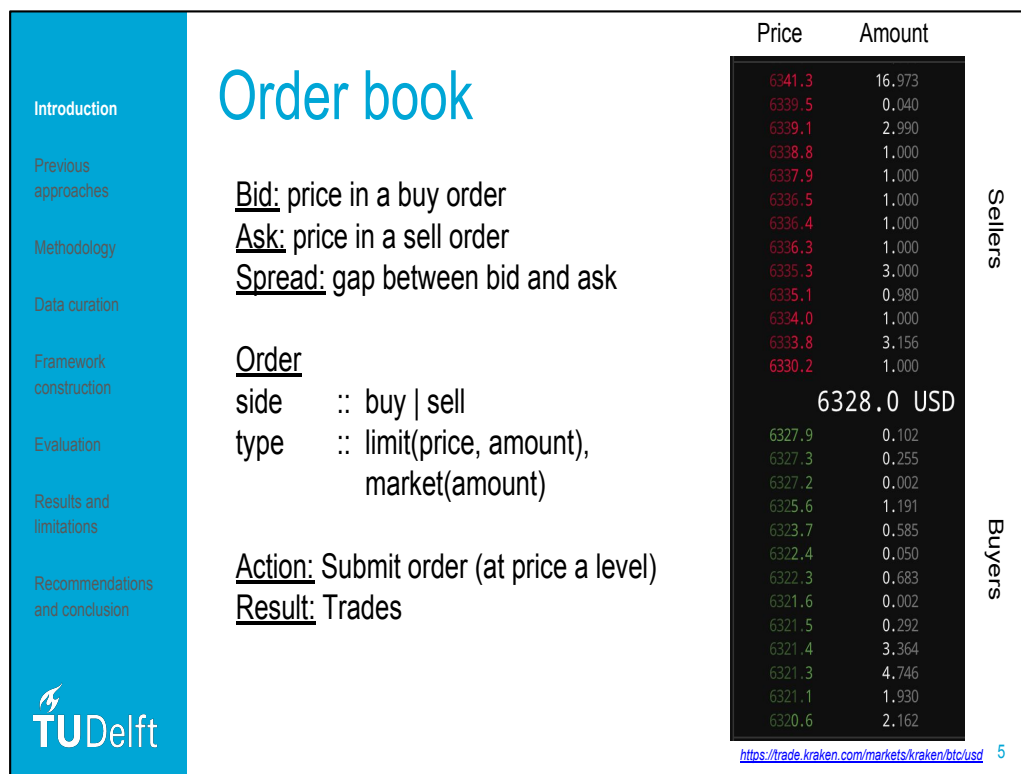 Introduction
Previous
approaches
Methodology
Data curation
Framework
construction
Evaluation
Results and
limitations
Recommendations
and conclusion
TUDelft
Order book
Bid: price in a buy order
Ask: price in a sell order
Spread: gap between bid and ask
Order
side :: buy | sell
type :: limit(price, amount),
market(amount)
Action: Submit order (at price a level)
Result: Trades
Price Amount
6341.3 16.973
6339.5 0.040
6339.1 2.990
6338.8 1.000
6337.9 1.000
6336.5 1.000
6336.4 1.000
6336.3 1.000
6335.3 3.000
6335.1 0.980
6334.0 1.000
6333.8 3.156
6330.2 1.000
6328.0 USD
6327.9 0.102
6327.3 0.255
6327.2 0.002
6325.6 1.191
6323.7 0.585
6322.4 0.050
6322.3 0.683
6321.6 0.002
6321.5 0.292
6321.4 3.364
6321.3 4.746
6321.1 1.930
6320.6 2.162
Sellers
Buyers
https://trade.kraken.com/markets/kraken/btc/usd 5